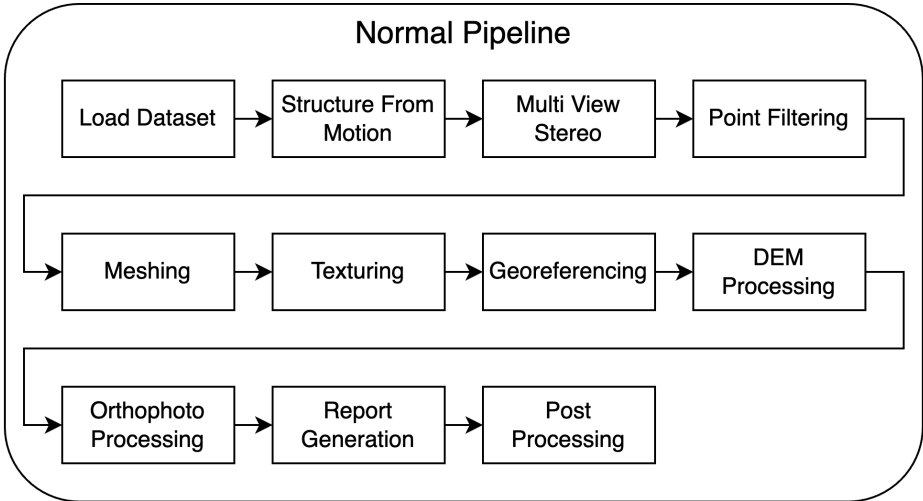 Normal Pipeline
Load Dataset
Structure From
Motion
Multi View
Stereo
Point Filtering
Meshing
Texturing
Georeferencing
DEM
Processing
Orthophoto
Processing
Report
Generation
Post
Processing